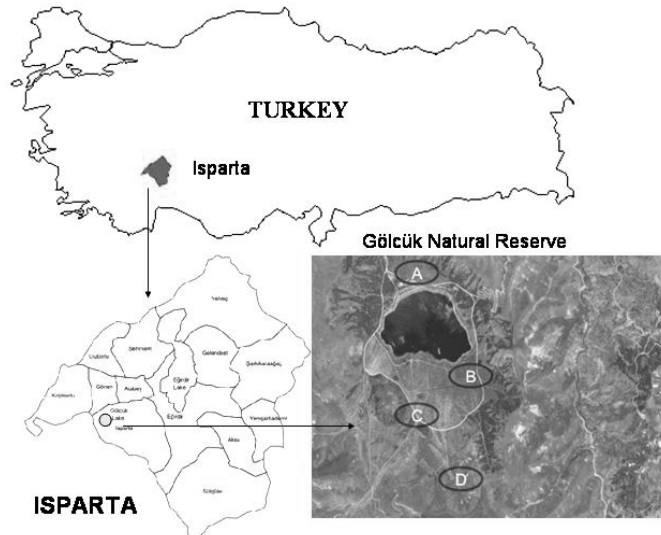 TURKEY
Isparta
Gölcük Natural Reserve
A
B
C
D
Yalvaç
Senirkent
Gelendost
Uluborlu
Şarkikaraağaç
Eğirdir
Lake
Keçiborlu
Gönen
Atabey
Gölcük
Lake
Isparta
Eğirdir
Aksu
Yenişarbademli
Sütçüler
ISPARTA